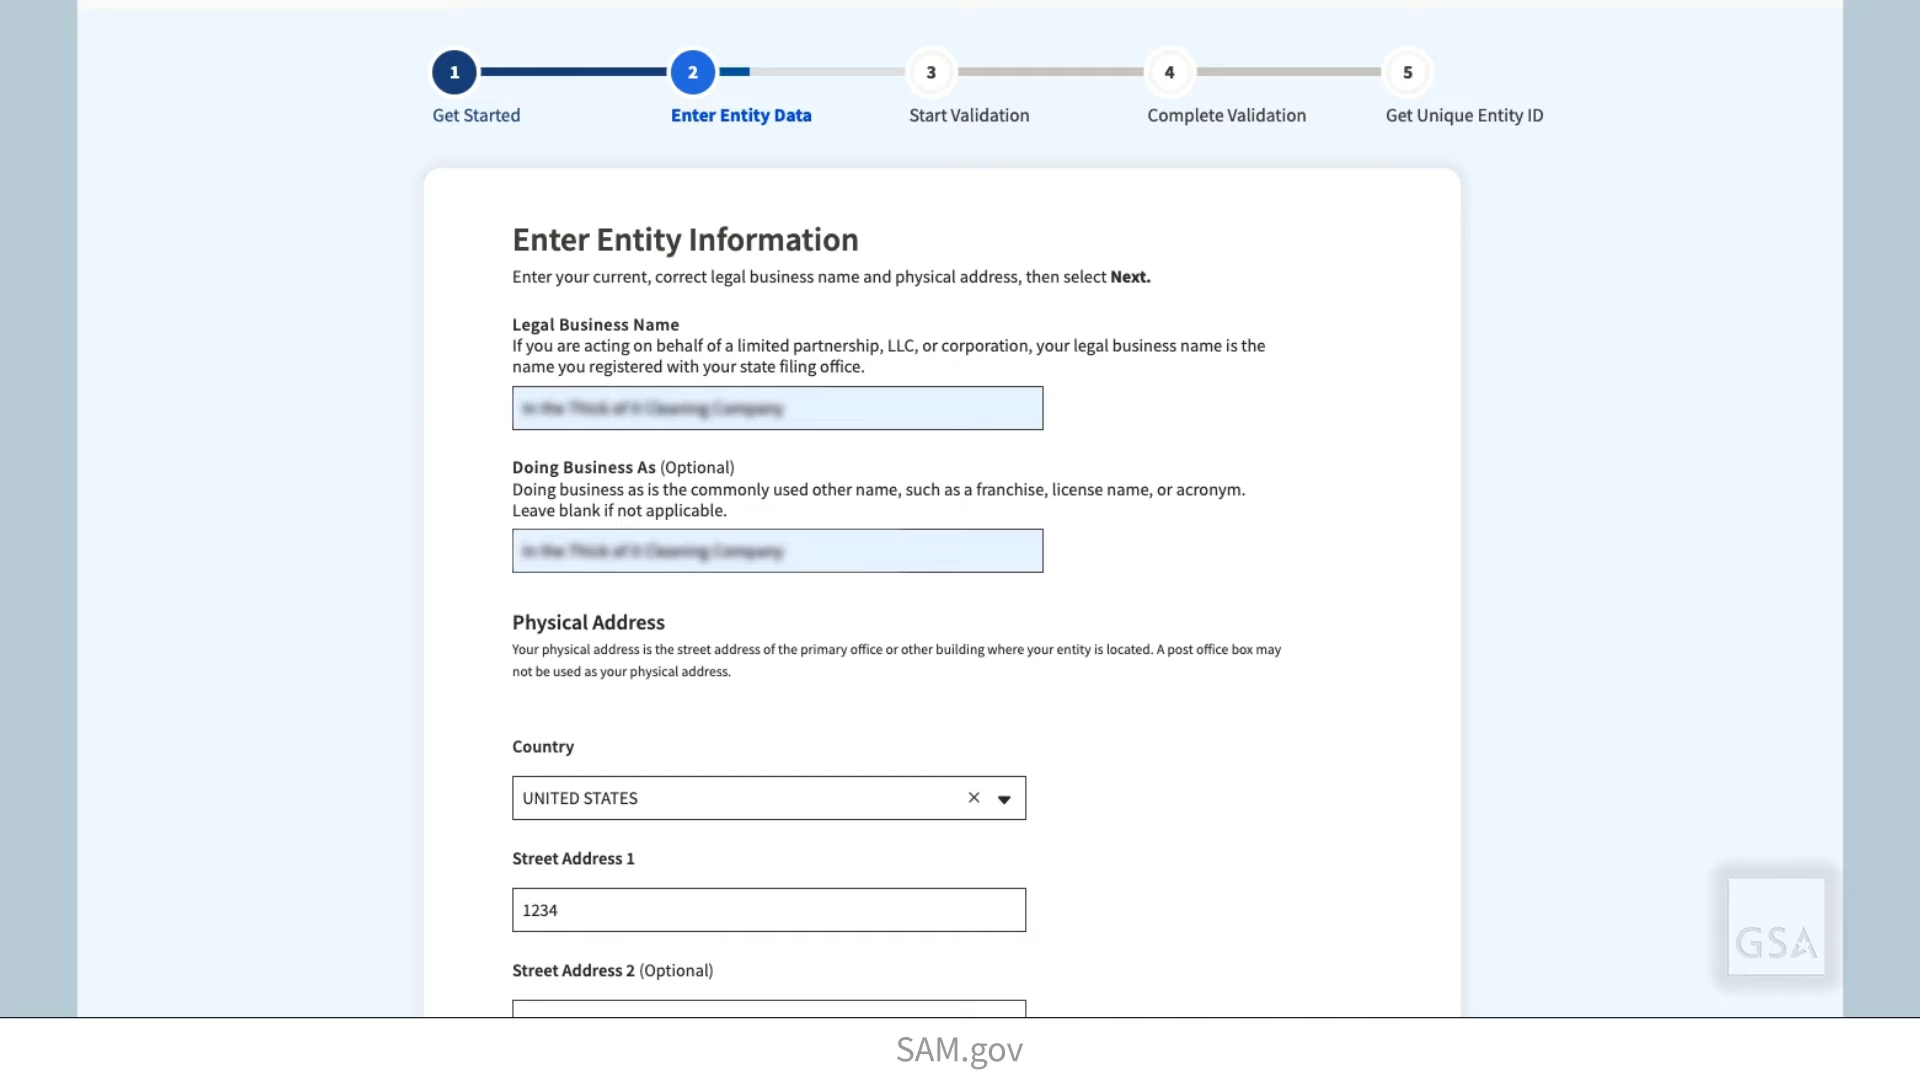 1
2
3
4
5
Get Started
Enter Entity Data
Start Validation
Complete Validation
Get Unique Entity ID
Enter Entity Information
Enter your current, correct legal business name and physical address, then select Next.
Legal Business Name
If you are acting on behalf of a limited partnership, LLC, or corporation, your legal business name is the
name you registered with your state filing office.
Doing Business As (Optional)
Doing business as is the commonly used other name, such as a franchise, license name, or acronym.
Leave blank if not applicable.
Physical Address
Your physical address is the street address of the primary office or other building where your entity is located. A post office box may
not be used as your physical address.
Country
UNITED STATES
Street Address 1
1234
Street Address 2 (Optional)
GSA
SAM.gov